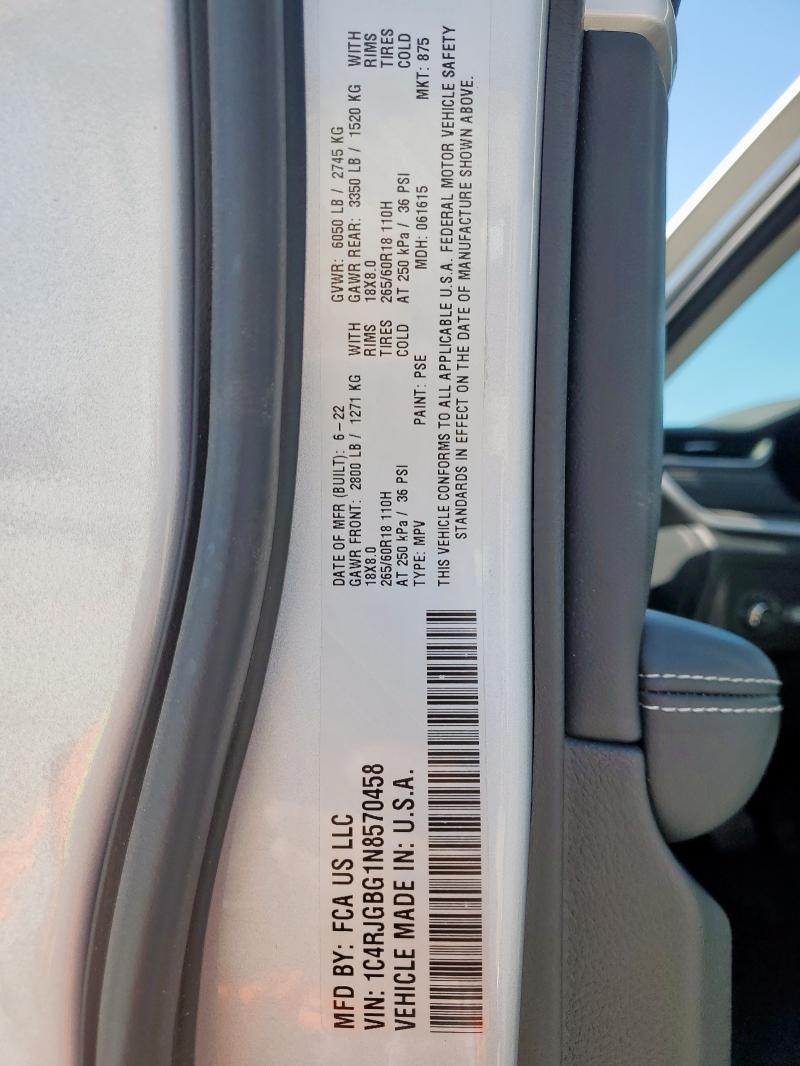 MFD BY: FCA US LLC
VIN: 1C4RJGBG1N8570458
VEHICLE MADE IN: U.S.A.
DATE OF MFR (BUILT): 6-22 GVWR: 6050 LB / 2745 KG
GAWR FRONT: 2800 LB / 1271 KG WITH GAWR REAR: 3350 LB / 1520 KG WITH
18X8.0 RIMS 18X8.0 RIMS
265/60R18 110H TIRES 265/60R18 110H TIRES
AT 250 kPa / 36 PSI COLD AT 250 kPa / 36 PSI COLD
TYPE: MPV PAINT: PSE MDH: 061615 MKT: 875
THIS VEHICLE CONFORMS TO ALL APPLICABLE U.S.A. FEDERAL MOTOR VEHICLE SAFETY
STANDARDS IN EFFECT ON THE DATE OF MANUFACTURE SHOWN ABOVE.